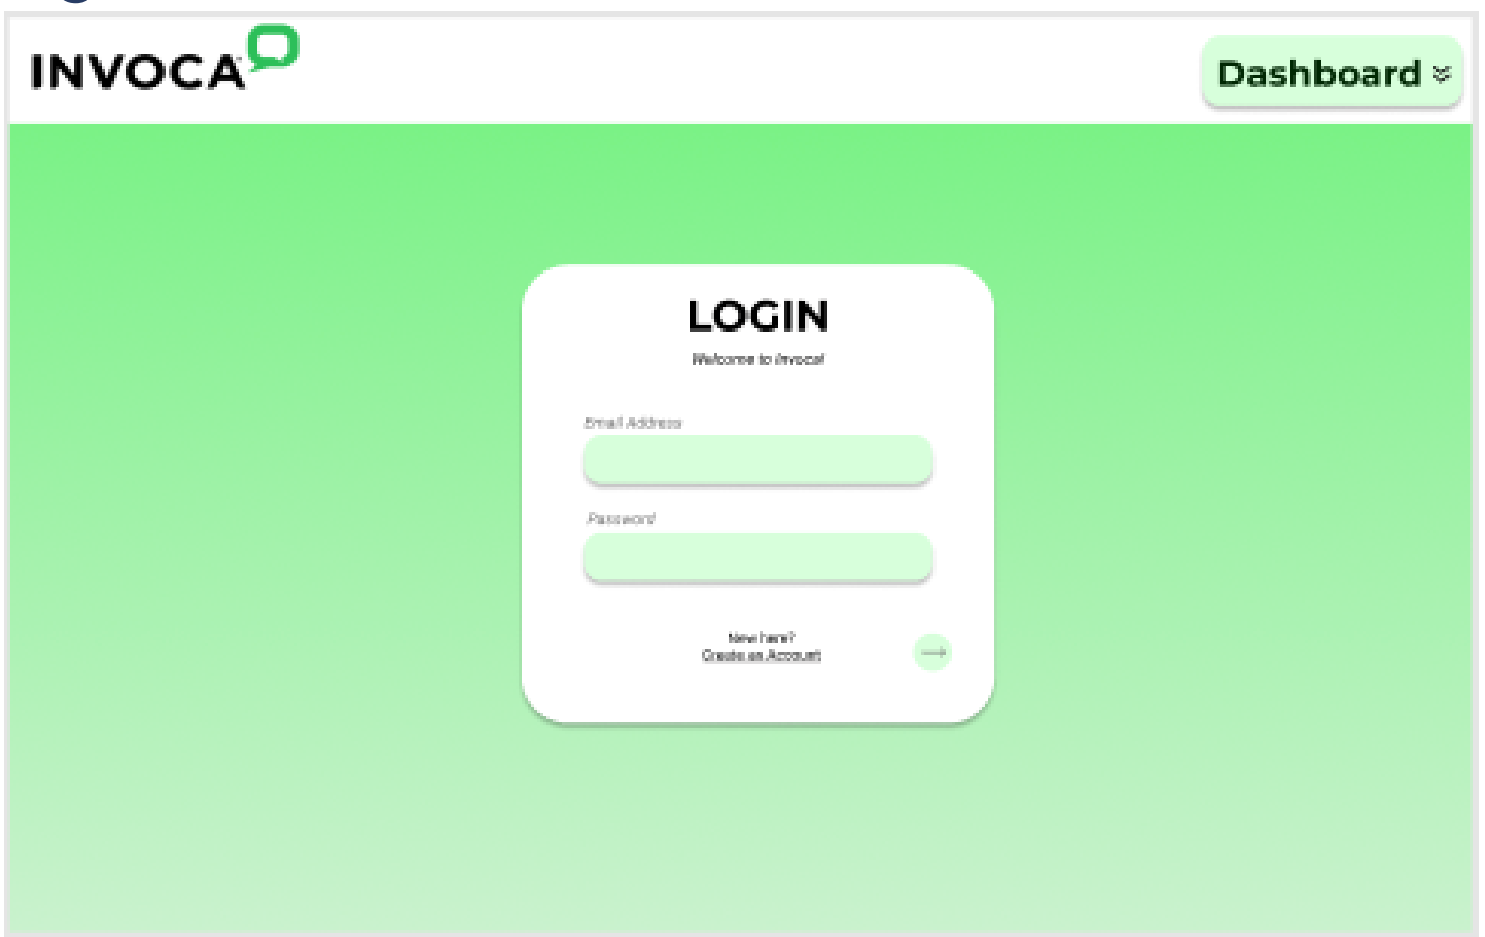 INVOCA
Dashboard
LOGIN
Welcome to Invoca!
Email Address
Password
New here?
Create an Account